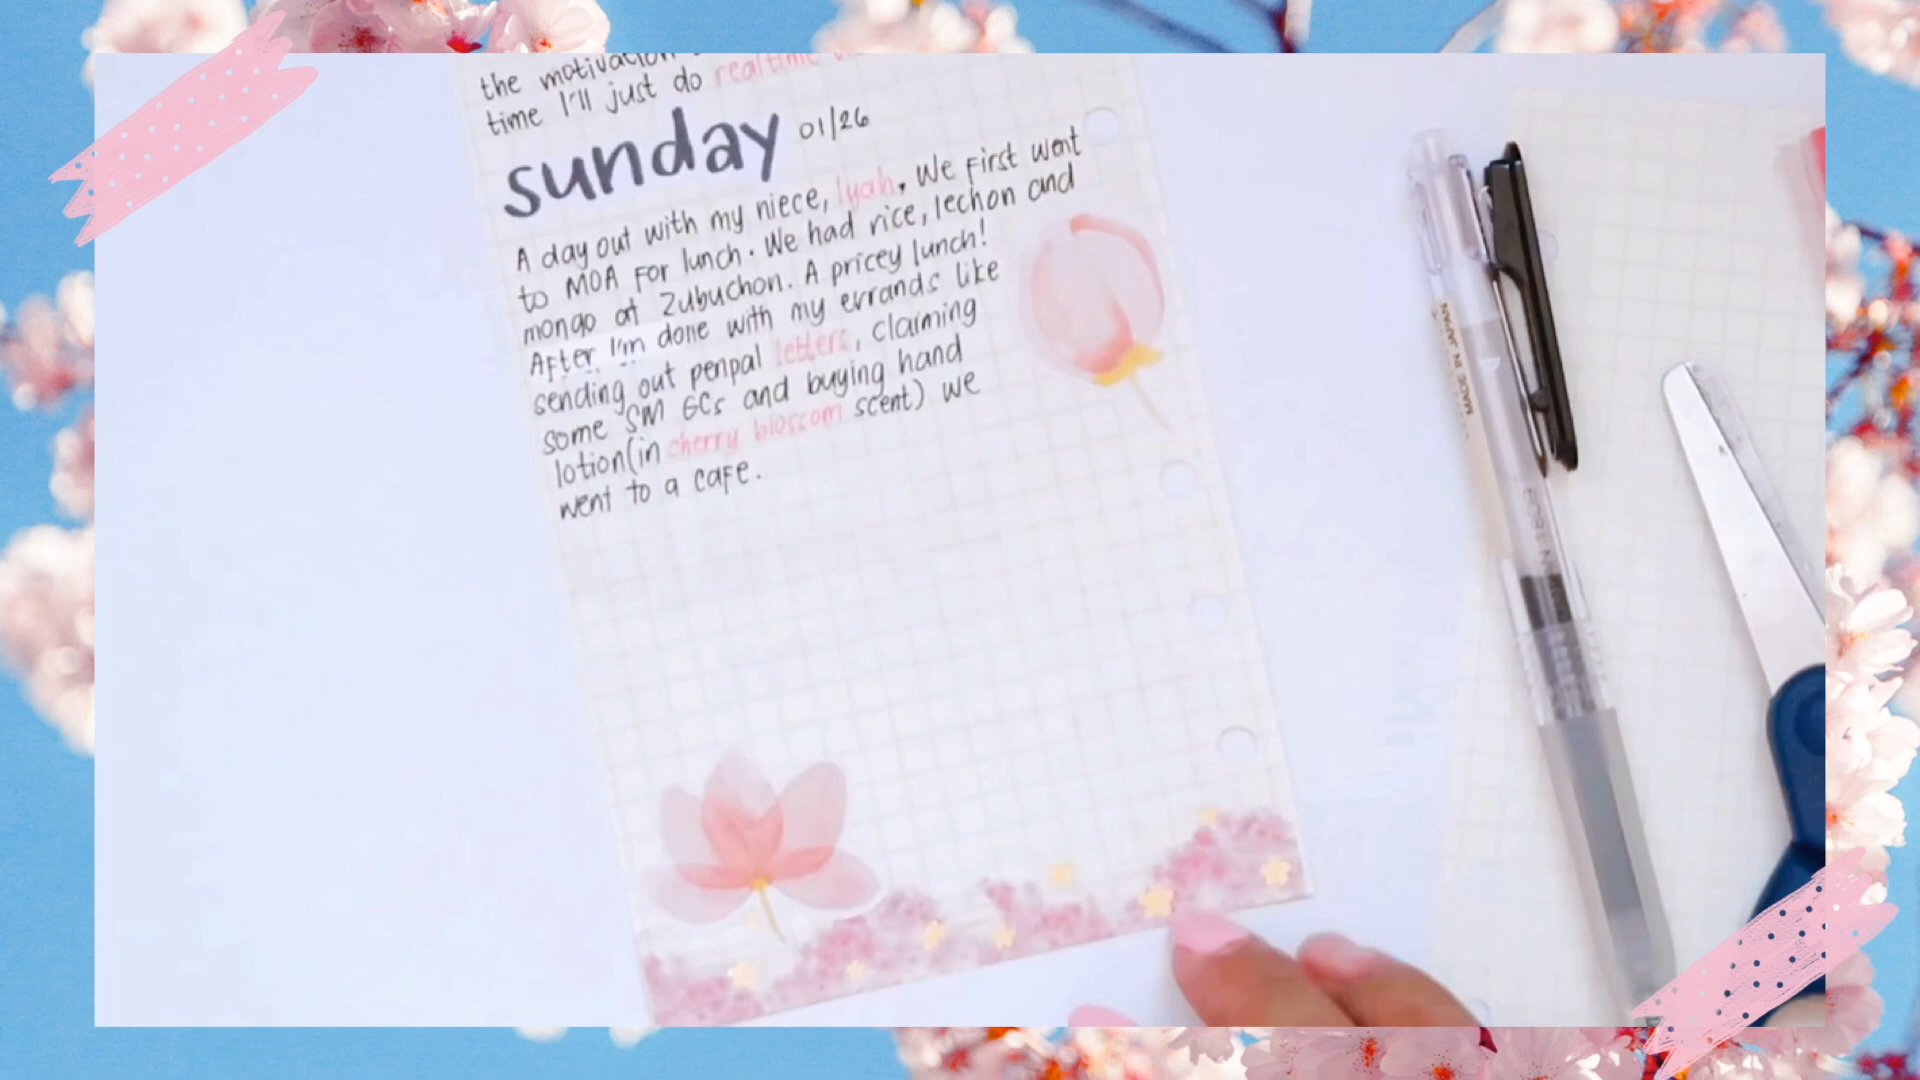 the motivation
time I'll just do realtime
sunday 01/26
A day out with my niece, Iyah. We first went
to MOA for lunch. We had rice, lechon and
mongo at Zubuchon. A pricey lunch!
After I'm done with my errands like
sending out penpal letters, claiming
some SM GCs and buying hand
lotion(in cherry blossom scent) we
went to a cafe.
MADE IN JAPAN